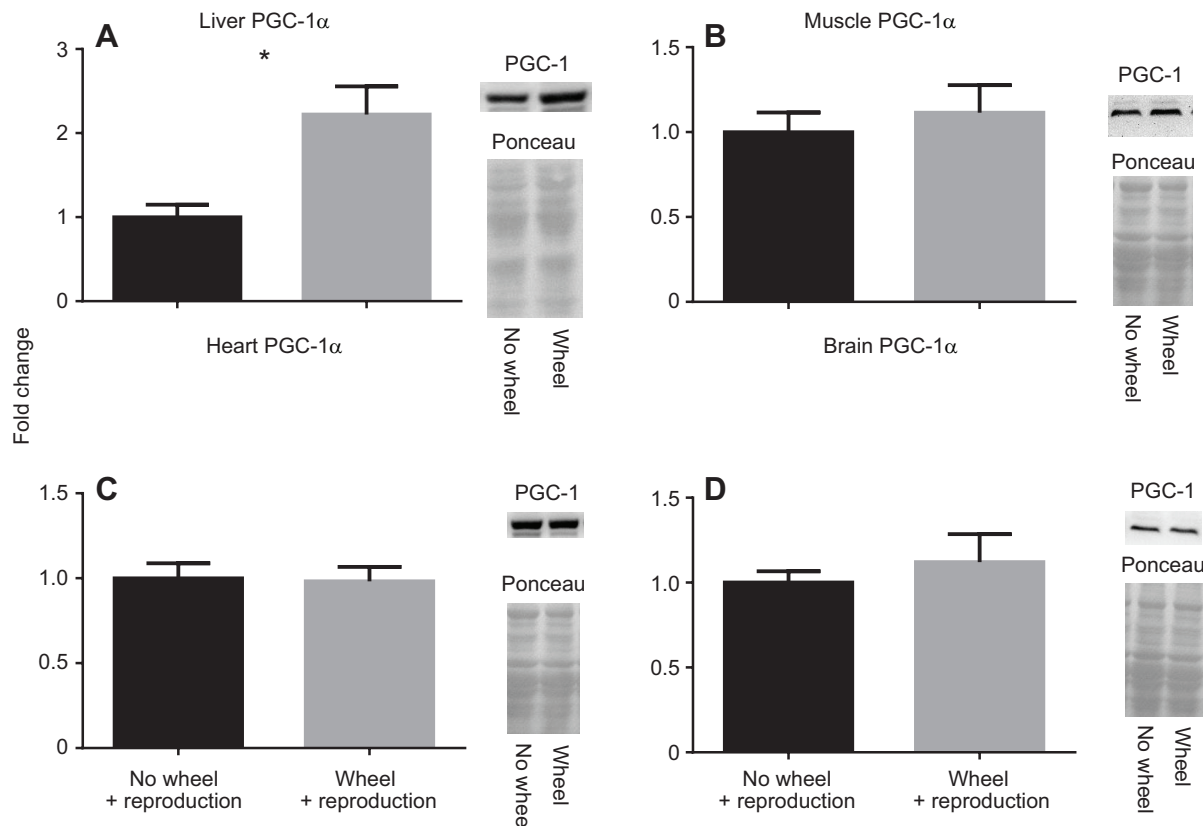 A
Liver PGC-1α
*
3
2
1
0
PGC-1
Ponceau
No wheel
Wheel
B
Muscle PGC-1α
1.5
1.0
0.5
0
PGC-1
Ponceau
No wheel
Wheel
Fold change
Heart PGC-1α
C
1.5
1.0
0.5
0
No wheel
+ reproduction
Wheel
+ reproduction
PGC-1
Ponceau
No whee
Wheel
Brain PGC-1α
D
1.5
1.0
0.5
0
No wheel
+ reproduction
Wheel
+ reproduction
PGC-1
Ponceau
No wheel
Wheel